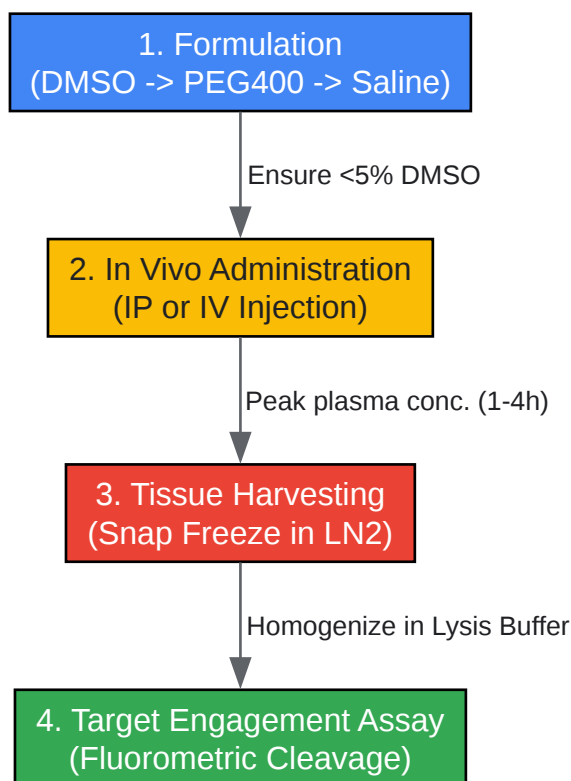 1. Formulation
(DMSO -> PEG400 -> Saline)
Ensure <5% DMSO
2. In Vivo Administration
(IP or IV Injection)
Peak plasma conc. (1-4h)
3. Tissue Harvesting
(Snap Freeze in LN2)
Homogenize in Lysis Buffer
4. Target Engagement Assay
(Fluorometric Cleavage)